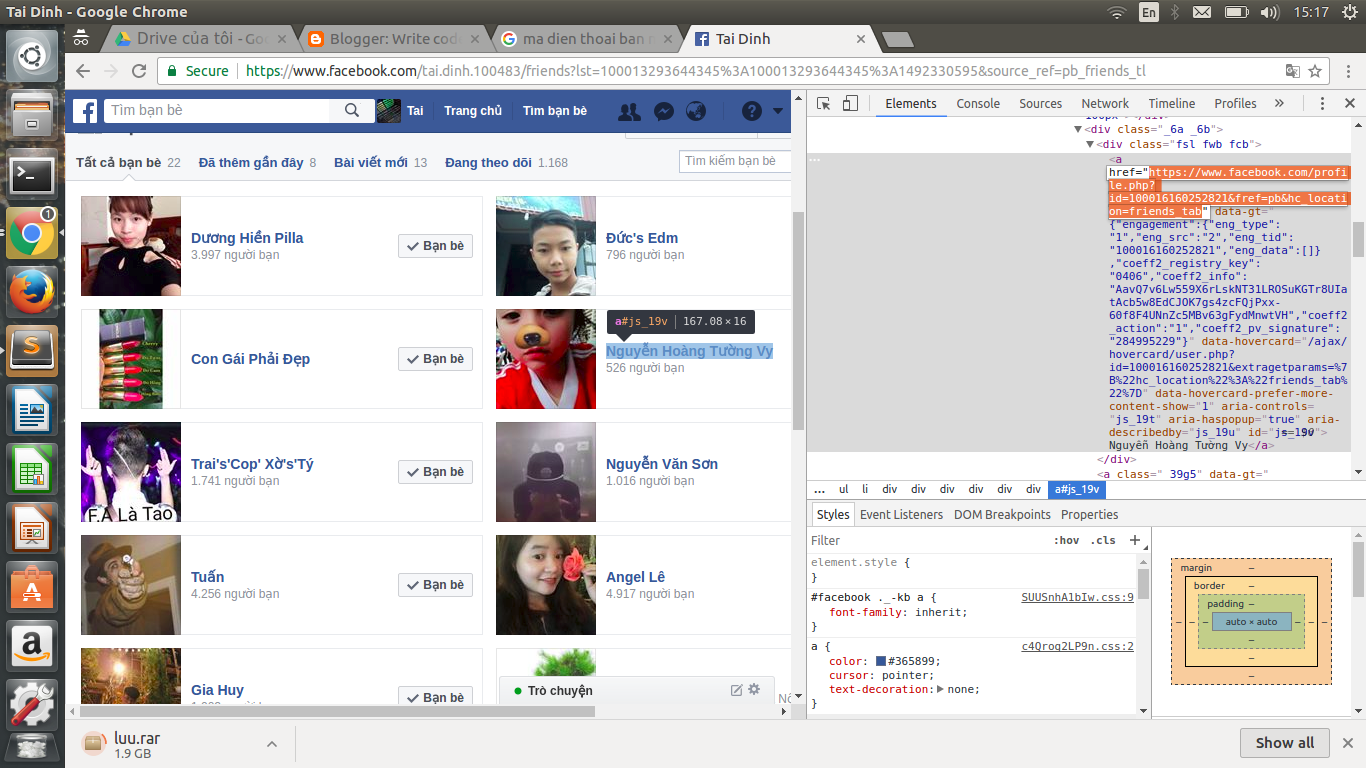 Tai Dinh - Google Chrome
En
15:17
Drive của tôi - Go
Blogger: Write cod
ma dien thoai ban n
Tai Dinh
Secure
https://www.facebook.com/tai.dinh.100483/friends?lst=100013293644345%3A100013293644345%3A1492330595&source_ref=pb_friends_tl
Tìm bạn bè
Tài
Trang chủ
Tìm bạn bè
Tất cả bạn bè 22
Đã thêm gần đây 8
Bài viết mới 13
Đang theo dõi 1.168
Tìm kiếm bạn bè
Dương Hiền Pilla
3.997 người bạn
Bạn bè
Đức's Edm
796 người bạn
Con Gái Phải Đẹp
Bạn bè
a#js_19v 167.08 × 16
Nguyễn Hoàng Tường Vy
526 người bạn
F.A Là Tao
Trai's'Cop' Xờ's'Tý
1.741 người bạn
Bạn bè
Nguyễn Văn Sơn
1.016 người bạn
Tuấn
4.256 người bạn
Bạn bè
Angel Lê
4.917 người bạn
Gia Huy
Bạn bè
Trò chuyện
luu.rar
1.9 GB
Show all
Elements
Console
Sources
Network
Timeline
Profiles
<div class="_6a _6b">
<div class="fsl fwb fcb">
<a
href="https://www.facebook.com/profi
le.php?
id=100016160252821&fref=pb&hc_locati
on=friends_tab" data-gt="
{"engagement":{"eng_type":
"1","eng_src":"2","eng_tid":
"100016160252821","eng_data":[]}
,"coeff2_registry_key":
"0406","coeff2_info":
"AavQ7v6Lw559X6rLskNT31LROSuKGTr8UIa
tAcb5w8EdCJOK7gs4zcFQjPxx-
60f8F4UNnZc5MBv63gFydMnwtVH","coeff2
_action":"1","coeff2_pv_signature":
"284995229"}" data-hovercard="/ajax/
hovercard/user.php?
id=100016160252821&extragetparams=%7
B%22hc_location%22%3A%22friends_tab%
22%7D" data-hovercard-prefer-more-
content-show="1" aria-controls=
"js_19t" aria-haspopup="true" aria-
describedby="js_19u" id="js_19v">
Nguyễn Hoàng Tường Vy</a>
</div>
<a class="_39g5" data-gt="
... ul li div div div div div div a#js_19v
Styles
Event Listeners
DOM Breakpoints
Properties
Filter
:hov .cls +
element.style {
}
#facebook ._-kb a {
SUUSnhA1bIw.css:9
font-family: inherit;
}
a {
c4Qroq2LP9n.css:2
color: #365899;
cursor: pointer;
text-decoration: none;
}
margin
border
padding
auto × auto